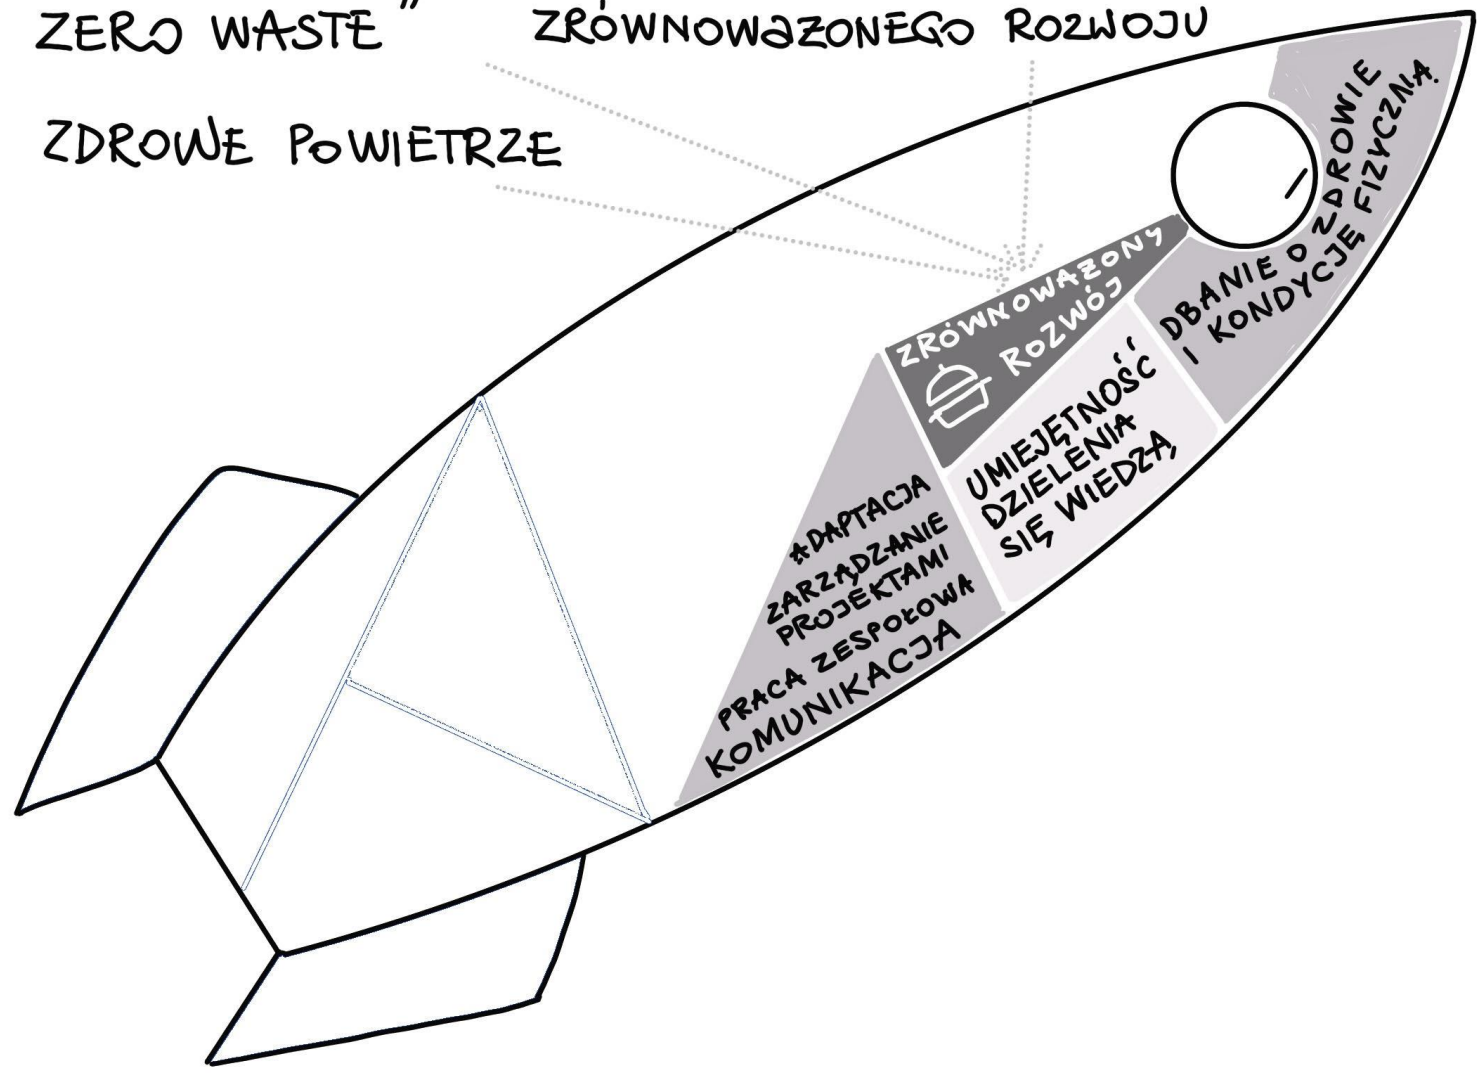 ZERO WASTE"
ZRÓWNOWAŻONEGO ROZWOJU
ZDROWE POWIETRZE
DBANIE O ZDROWIE
I KONDYCJĘ FIZYCZNĄ
ZRÓWNOWAŻONY
ROZWÓJ
UMIEJĘTNOŚĆ
DZIELENIA
SIĘ WIEDZĄ
ADAPTACJA
ZARZĄDZANIE
PROJEKTAMI
PRACA ZESPOŁOWA
KOMUNIKACJA